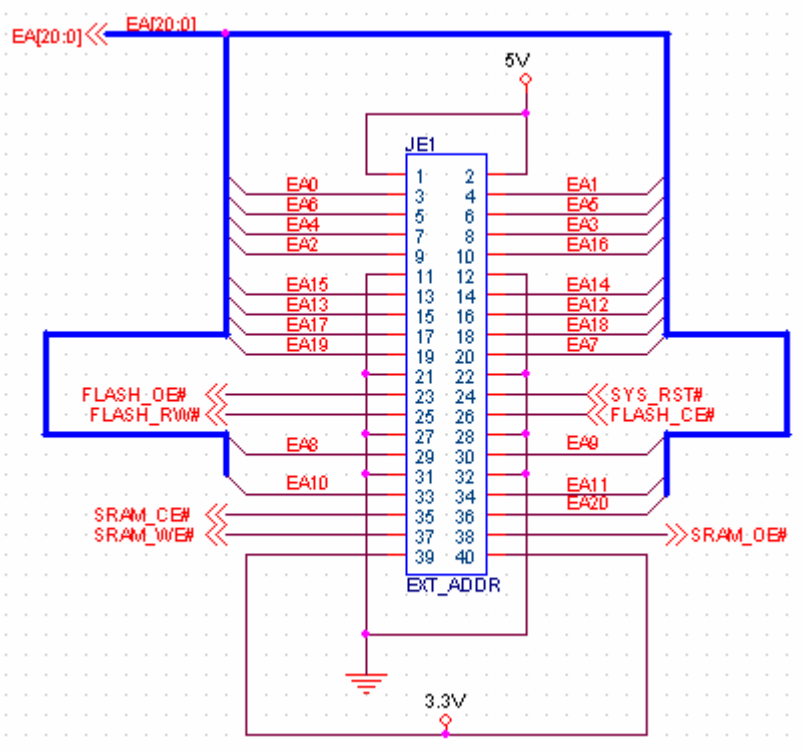 EA[20:0] EA[20:0]
5V
JE1
1 2
EA0 3 4 EA1
EA6 5 6 EA5
EA4 7 8 EA3
EA2 9 10 EA16
11 12
EA15 13 14 EA14
EA13 15 16 EA12
EA17 17 18 EA18
EA19 19 20 EA7
21 22
FLASH_OE# 23 24 SYS_RST#
FLASH_RW# 25 26 FLASH_CE#
27 28
EA8 29 30 EA9
31 32
EA10 33 34 EA11
SRAM_CE# 35 36 EA20
SRAM_WE# 37 38 SRAM_OE#
39 40
EXT_ADDR
3.3V